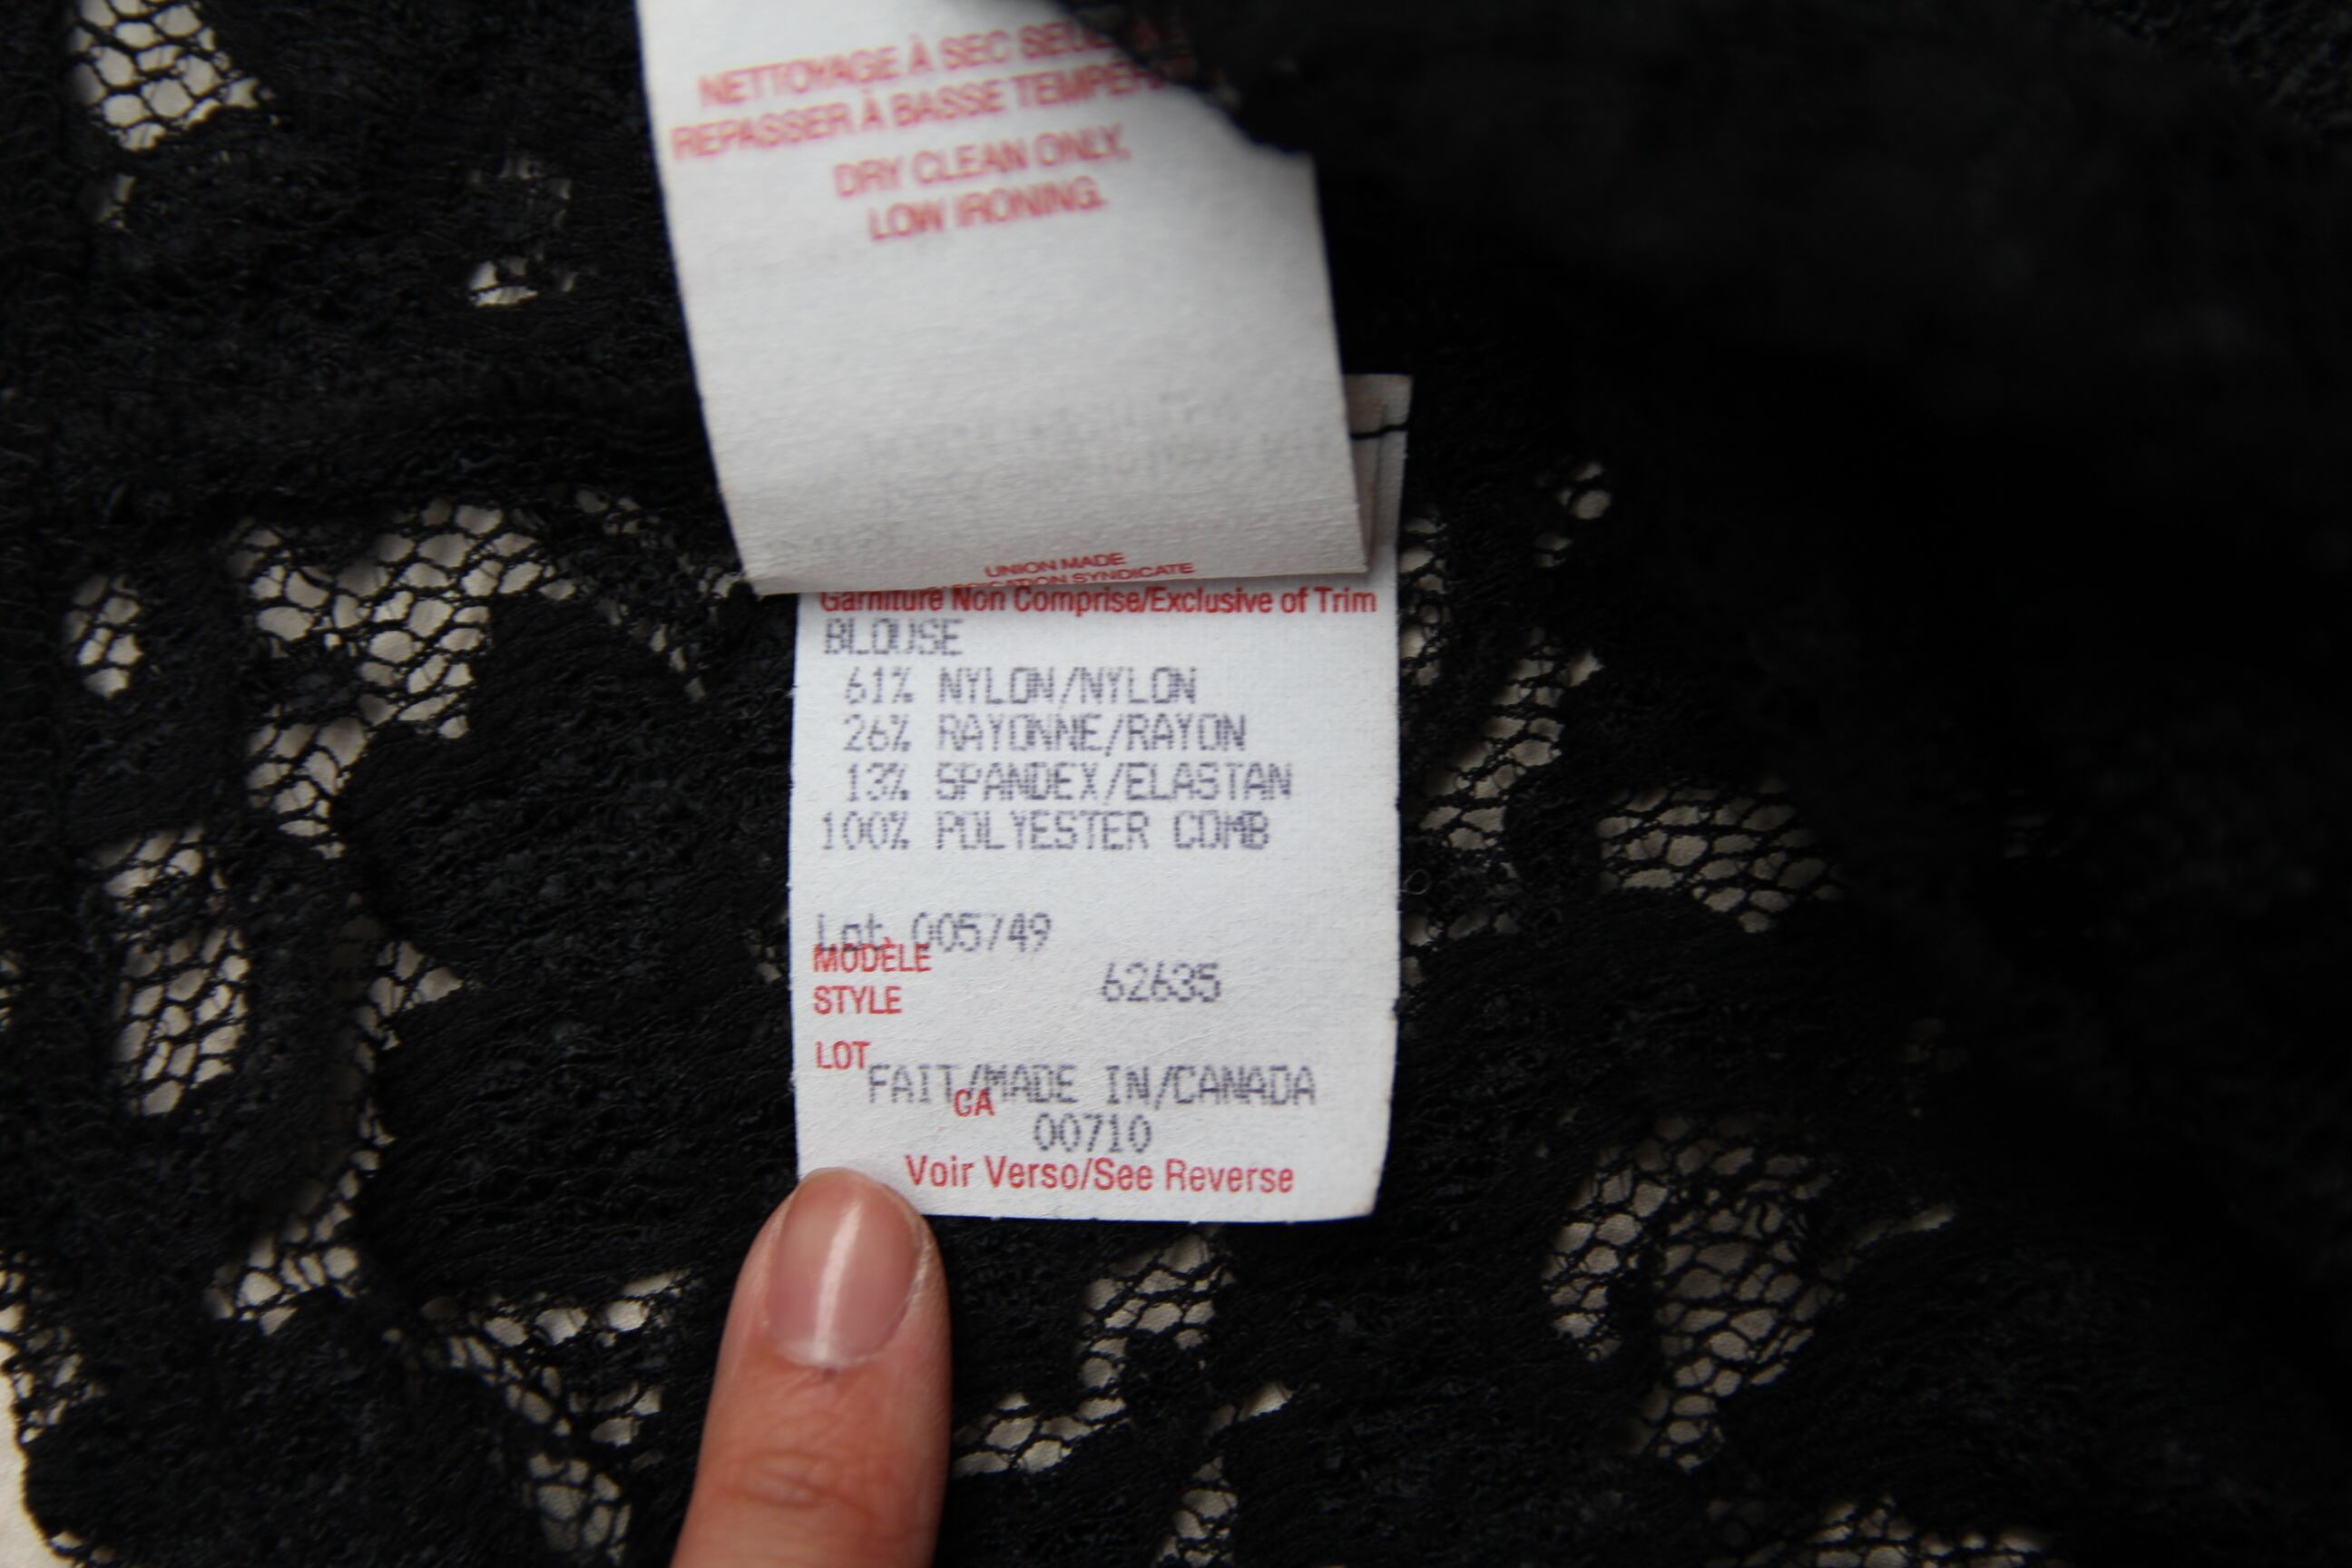 NETTOYAGE À SEC
REPASSER À BASSE
DRY CLEAN ONLY,
LOW IRONING.
UNION MADE
SYNDICATE
Garniture Non Comprise/Exclusive of Trim
BLOUSE
61% NYLON/NYLON
26% RAYONNE/RAYON
13% SPANDEX/ELASTAN
100% POLYESTER COMB
Lot 005749
MODÈLE
STYLE 62635
LOT
FAIT/MADE IN/CANADA
CA
00710
Voir Verso/See Reverse